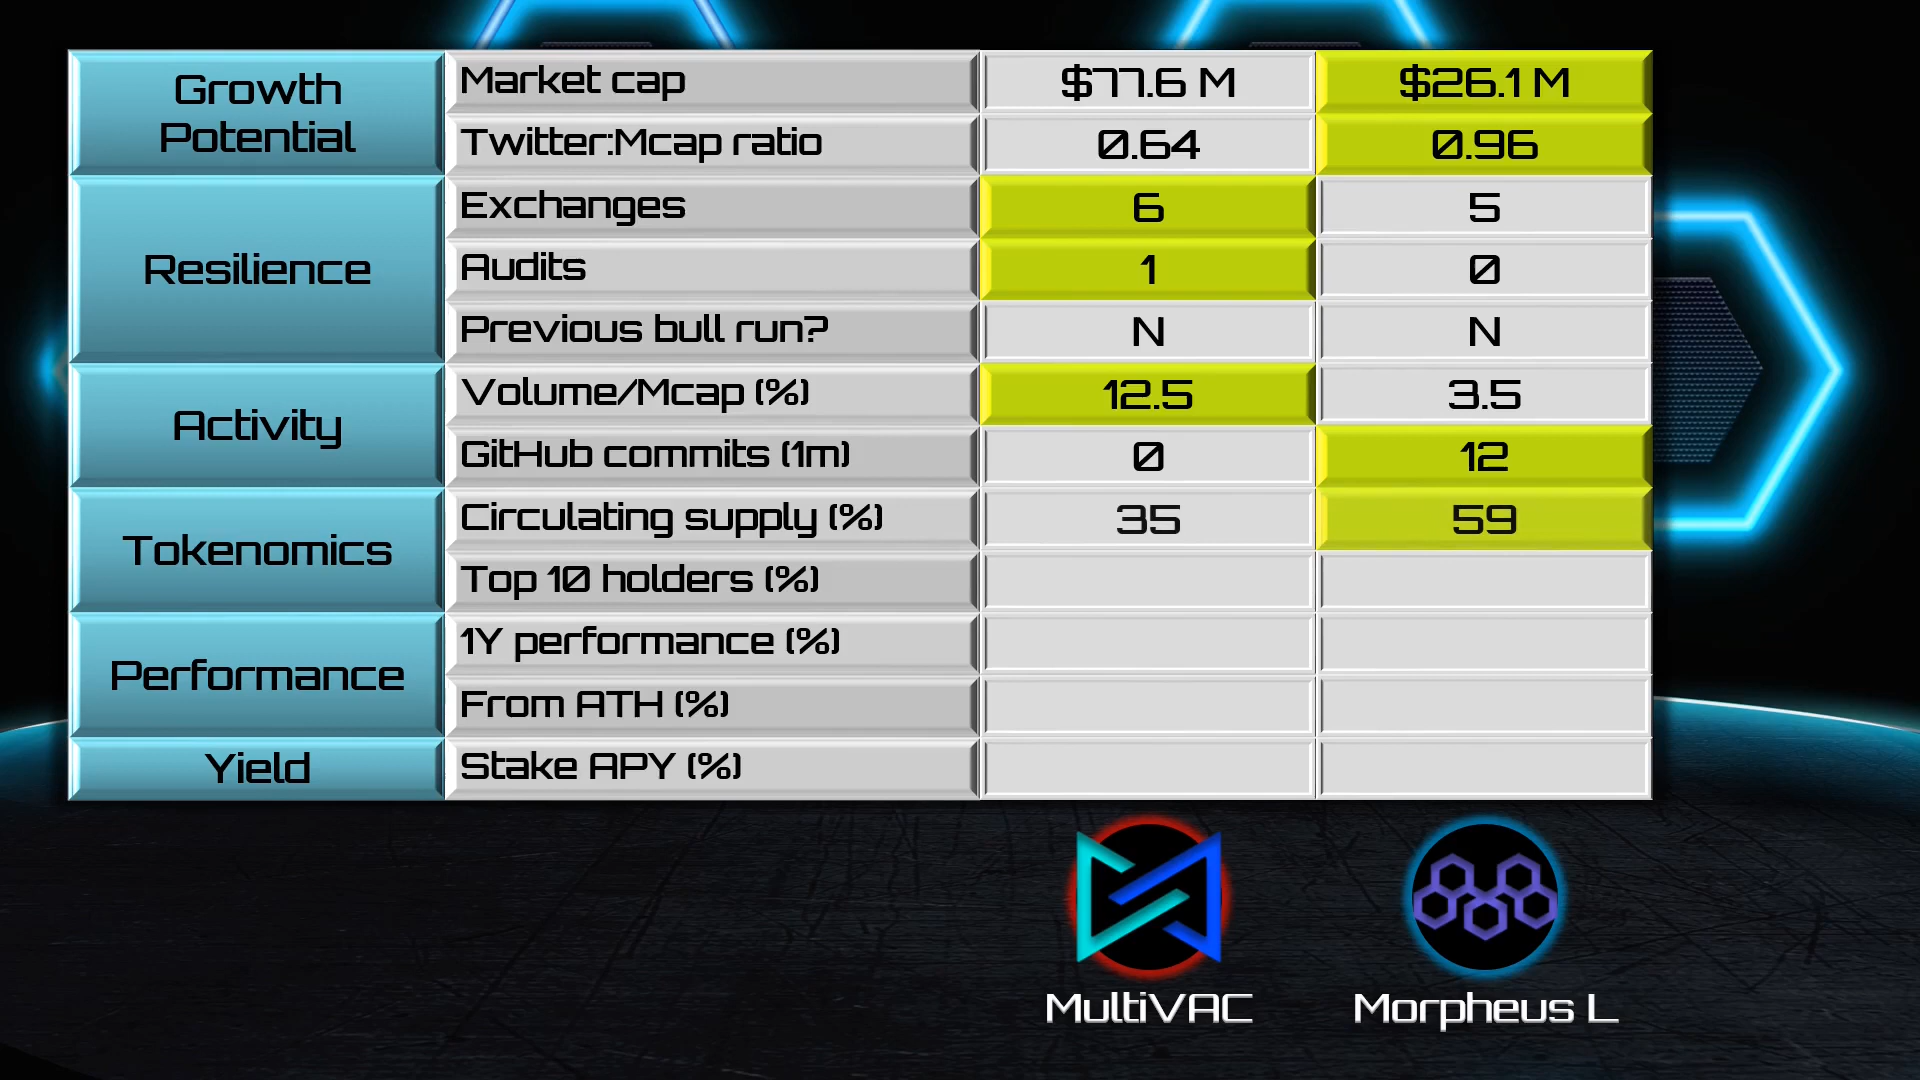 Growth
Potential
Market cap $77.6 M $26.1 M
Twitter:Mcap ratio 0.64 0.96
Resilience
Exchanges 6 5
Audits 1 0
Previous bull run? N N
Activity
Volume/Mcap (%) 12.5 3.5
GitHub commits (1m) 0 12
Tokenomics
Circulating supply (%) 35 59
Top 10 holders (%)
Performance
1Y performance (%)
From ATH (%)
Yield
Stake APY (%)
MultiVAC Morpheus L